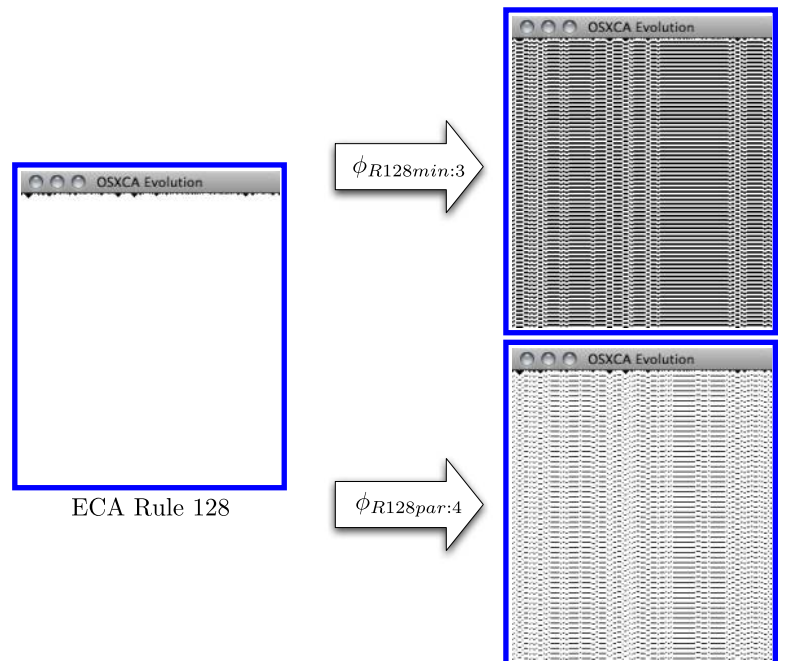 OSXCA Evolution
ϕR128min:3
OSXCA Evolution
ECA Rule 128
OSXCA Evolution
ϕR128par:4